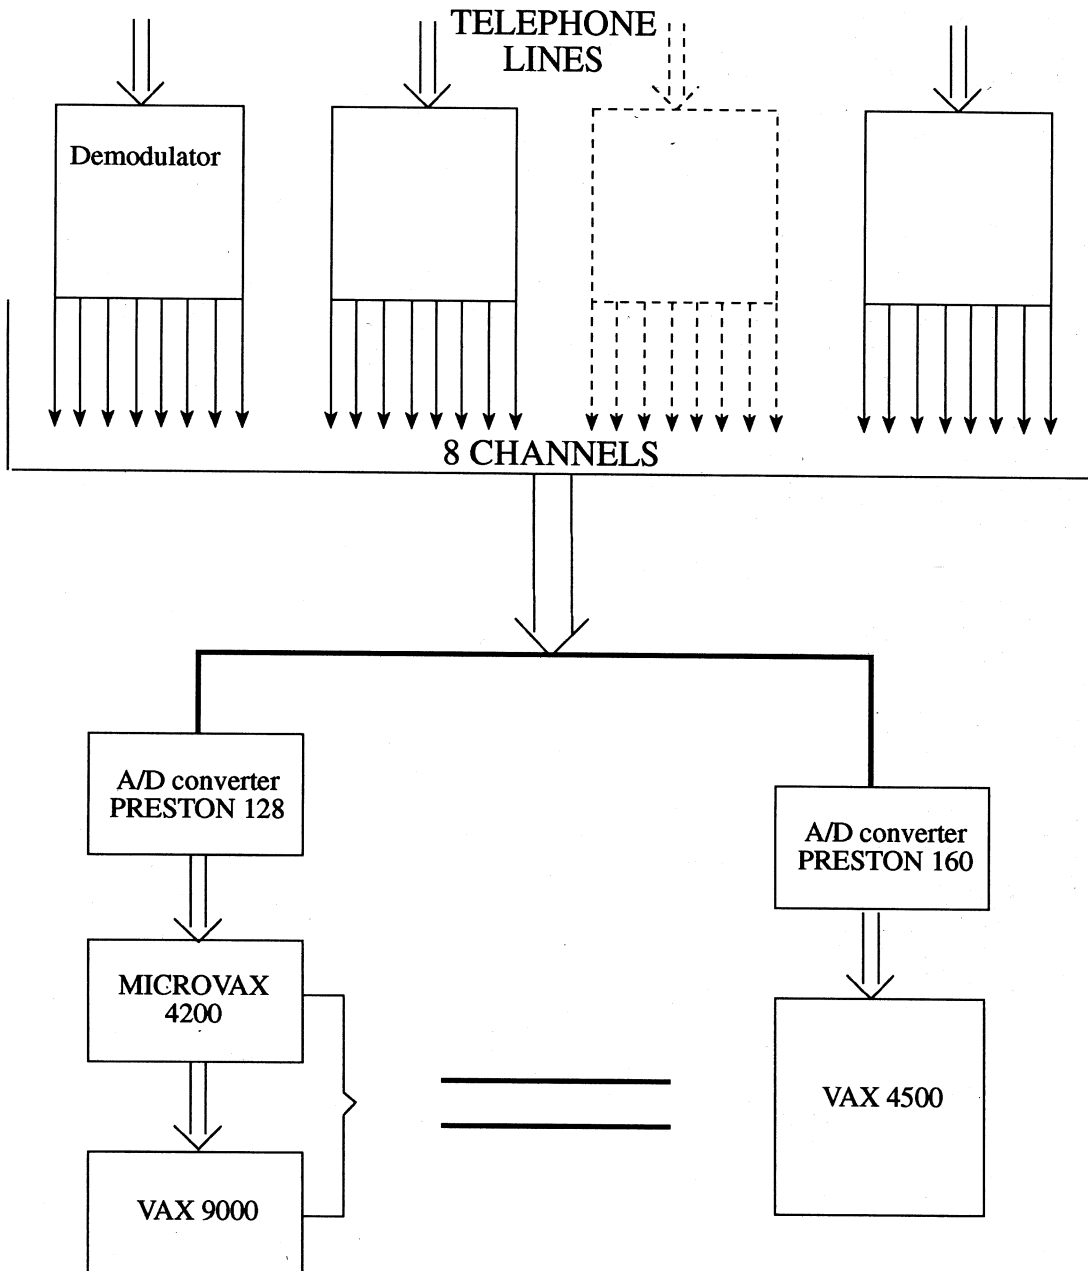 TELEPHONE
LINES
Demodulator
8 CHANNELS
A/D converter
PRESTON 128
A/D converter
PRESTON 160
MICROVAX
4200
VAX 4500
VAX 9000